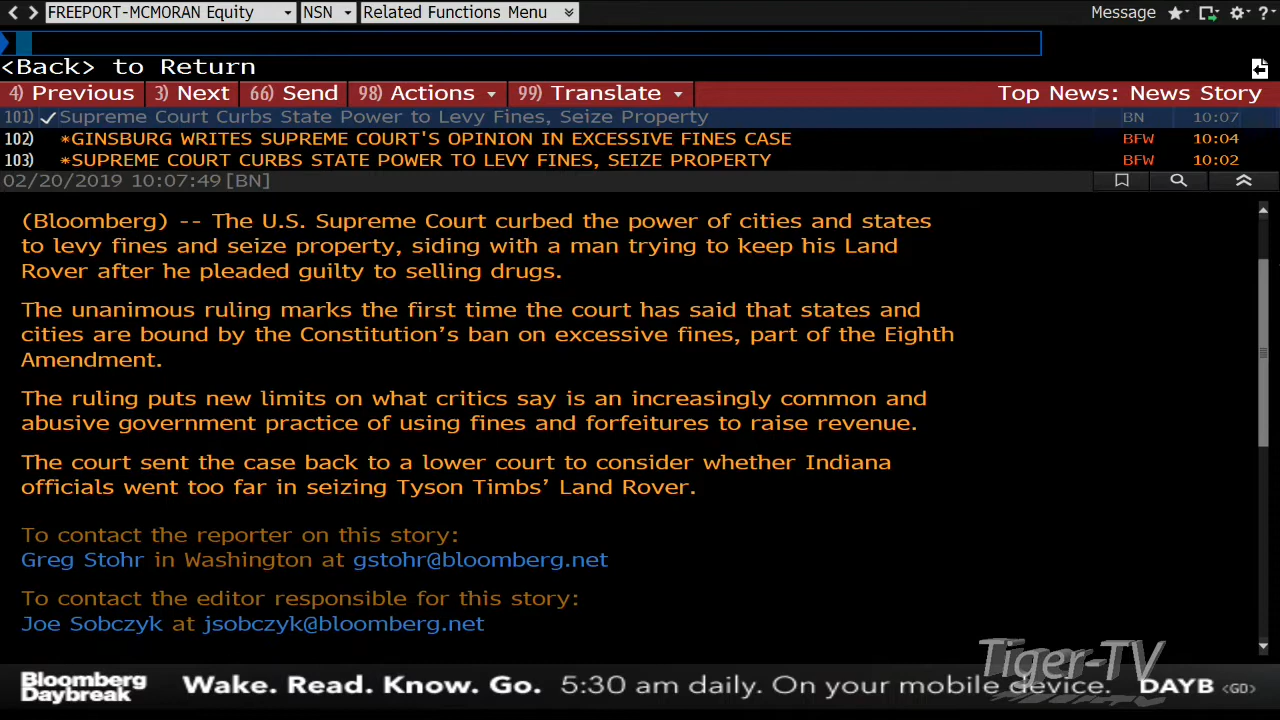 FREEPORT-MCMORAN Equity NSN Related Functions Menu Message ?
<Back> to Return
4) Previous 3) Next 66) Send 98) Actions 99) Translate Top News: News Story
101) Supreme Court Curbs State Power to Levy Fines, Seize Property BN 10:07
102) *GINSBURG WRITES SUPREME COURT'S OPINION IN EXCESSIVE FINES CASE BFW 10:04
103) *SUPREME COURT CURBS STATE POWER TO LEVY FINES, SEIZE PROPERTY BFW 10:02
02/20/2019 10:07:49 [BN]
(Bloomberg) -- The U.S. Supreme Court curbed the power of cities and states
to levy fines and seize property, siding with a man trying to keep his Land
Rover after he pleaded guilty to selling drugs.
The unanimous ruling marks the first time the court has said that states and
cities are bound by the Constitution's ban on excessive fines, part of the Eighth
Amendment.
The ruling puts new limits on what critics say is an increasingly common and
abusive government practice of using fines and forfeitures to raise revenue.
The court sent the case back to a lower court to consider whether Indiana
officials went too far in seizing Tyson Timbs' Land Rover.
To contact the reporter on this story:
Greg Stohr in Washington at gstohr@bloomberg.net
To contact the editor responsible for this story:
Joe Sobczyk at jsobczyk@bloomberg.net
Tiger-TV
Bloomberg
Daybreak
Wake. Read. Know. Go. 5:30 am daily. On your mobile device. DAYB <GO>